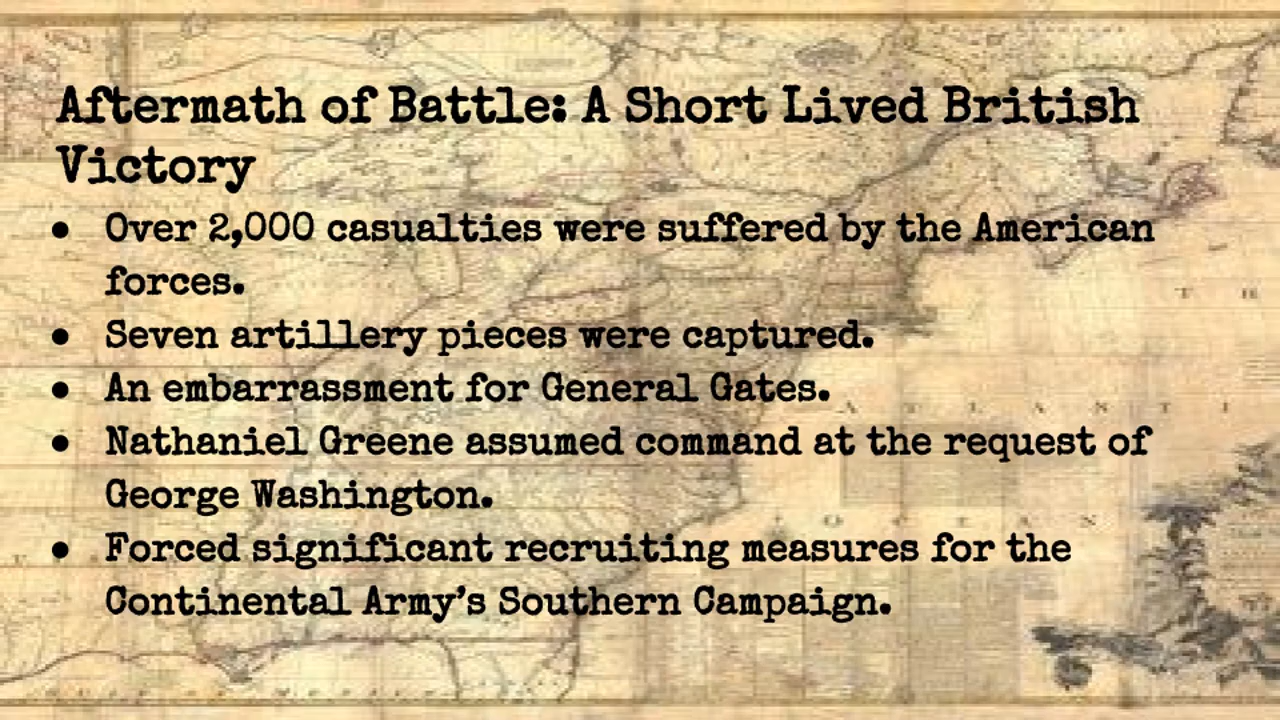 Aftermath of Battle: A Short Lived British
Victory
● Over 2,000 casualties were suffered by the American
forces.
● Seven artillery pieces were captured.
● An embarrassment for General Gates.
● Nathaniel Greene assumed command at the request of
George Washington.
● Forced significant recruiting measures for the
Continental Army's Southern Campaign.